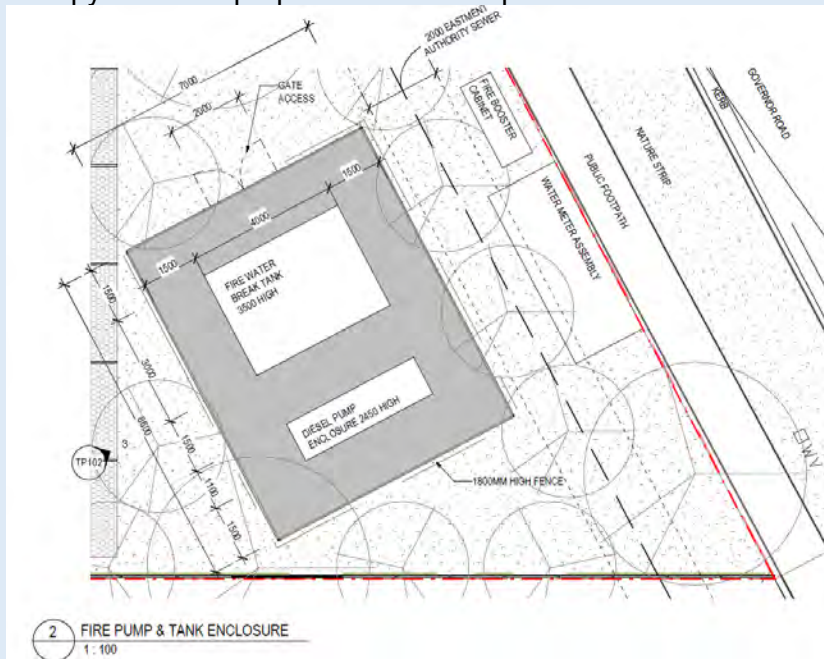 2000 EASTMENT
AUTHORITY SEWER
7000
2000
GATE
ACCESS
FIRE BOOSTER
CABINET
GOVERNOR ROAD
KERB
NATURE STRIP
PUBLIC FOOTPATH
WATER METER ASSEMBLY
1500
4000
1500
FIRE WATER
BREAK TANK
3500 HIGH
1500
3000
8600
1500
1100
1500
DIESEL PUMP
ENCLOSURE 2450 HIGH
TP102
3
1800MM HIGH FENCE
2
FIRE PUMP & TANK ENCLOSURE
1 : 100